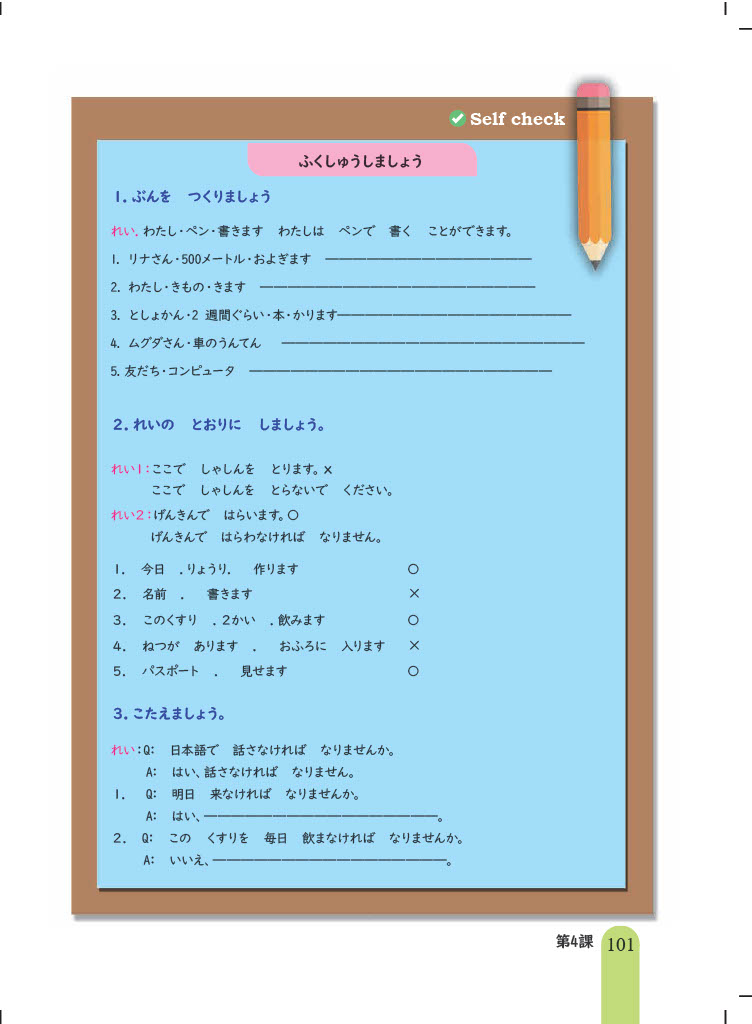 Self check
ふくしゅうしましょう
1. ぶんを つくりましょう
れい. わたし・ペン・書きます わたしは ペンで 書く ことができます。
1. リナさん・500メートル・およぎます ―――――――――――――――
2. わたし・きもの・きます ――――――――――――――――――――
3. としょかん・2 週間ぐらい・本・かります―――――――――――――――――
4. ムグダさん・車のうんてん ――――――――――――――――――――――
5. 友だち・コンピュータ ――――――――――――――――――――――
2. れいの とおりに しましょう。
れい1:ここで しゃしんを とります。x
ここで しゃしんを とらないで ください。
れい2:げんきんで はらいます。〇
げんきんで はらわなければ なりません。
1. 今日 .りょうり. 作ります 〇
2. 名前 . 書きます ×
3. このくすり .2かい .飲みます 〇
4. ねつが あります . おふろに 入ります ×
5. パスポート . 見せます 〇
3. こたえましょう。
れい:Q: 日本語で 話さなければ なりませんか。
A: はい、話さなければ なりません。
1. Q: 明日 来なければ なりませんか。
A: はい、―――――――――――――――――。
2. Q: この くすりを 毎日 飲まなければ なりませんか。
A: いいえ、―――――――――――――――――。
第4課 101